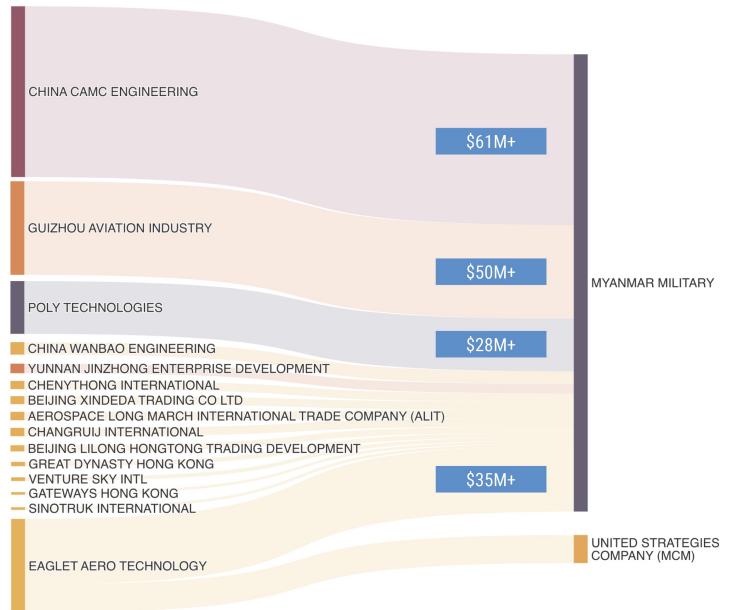 CHINA CAMC ENGINEERING
$61M+
GUIZHOU AVIATION INDUSTRY
$50M+
MYANMAR MILITARY
POLY TECHNOLOGIES
$28M+
CHINA WANBAO ENGINEERING
YUNNAN JINZHONG ENTERPRISE DEVELOPMENT
CHENYTHONG INTERNATIONAL
BEIJING XINDEDA TRADING CO LTD
AEROSPACE LONG MARCH INTERNATIONAL TRADE COMPANY (ALIT)
CHANGRUIJ INTERNATIONAL
BEIJING LILONG HONGTONG TRADING DEVELOPMENT
GREAT DYNASTY HONG KONG
VENTURE SKY INTL
$35M+
GATEWAYS HONG KONG
SINOTRUK INTERNATIONAL
UNITED STRATEGIES
COMPANY (MCM)
EAGLET AERO TECHNOLOGY